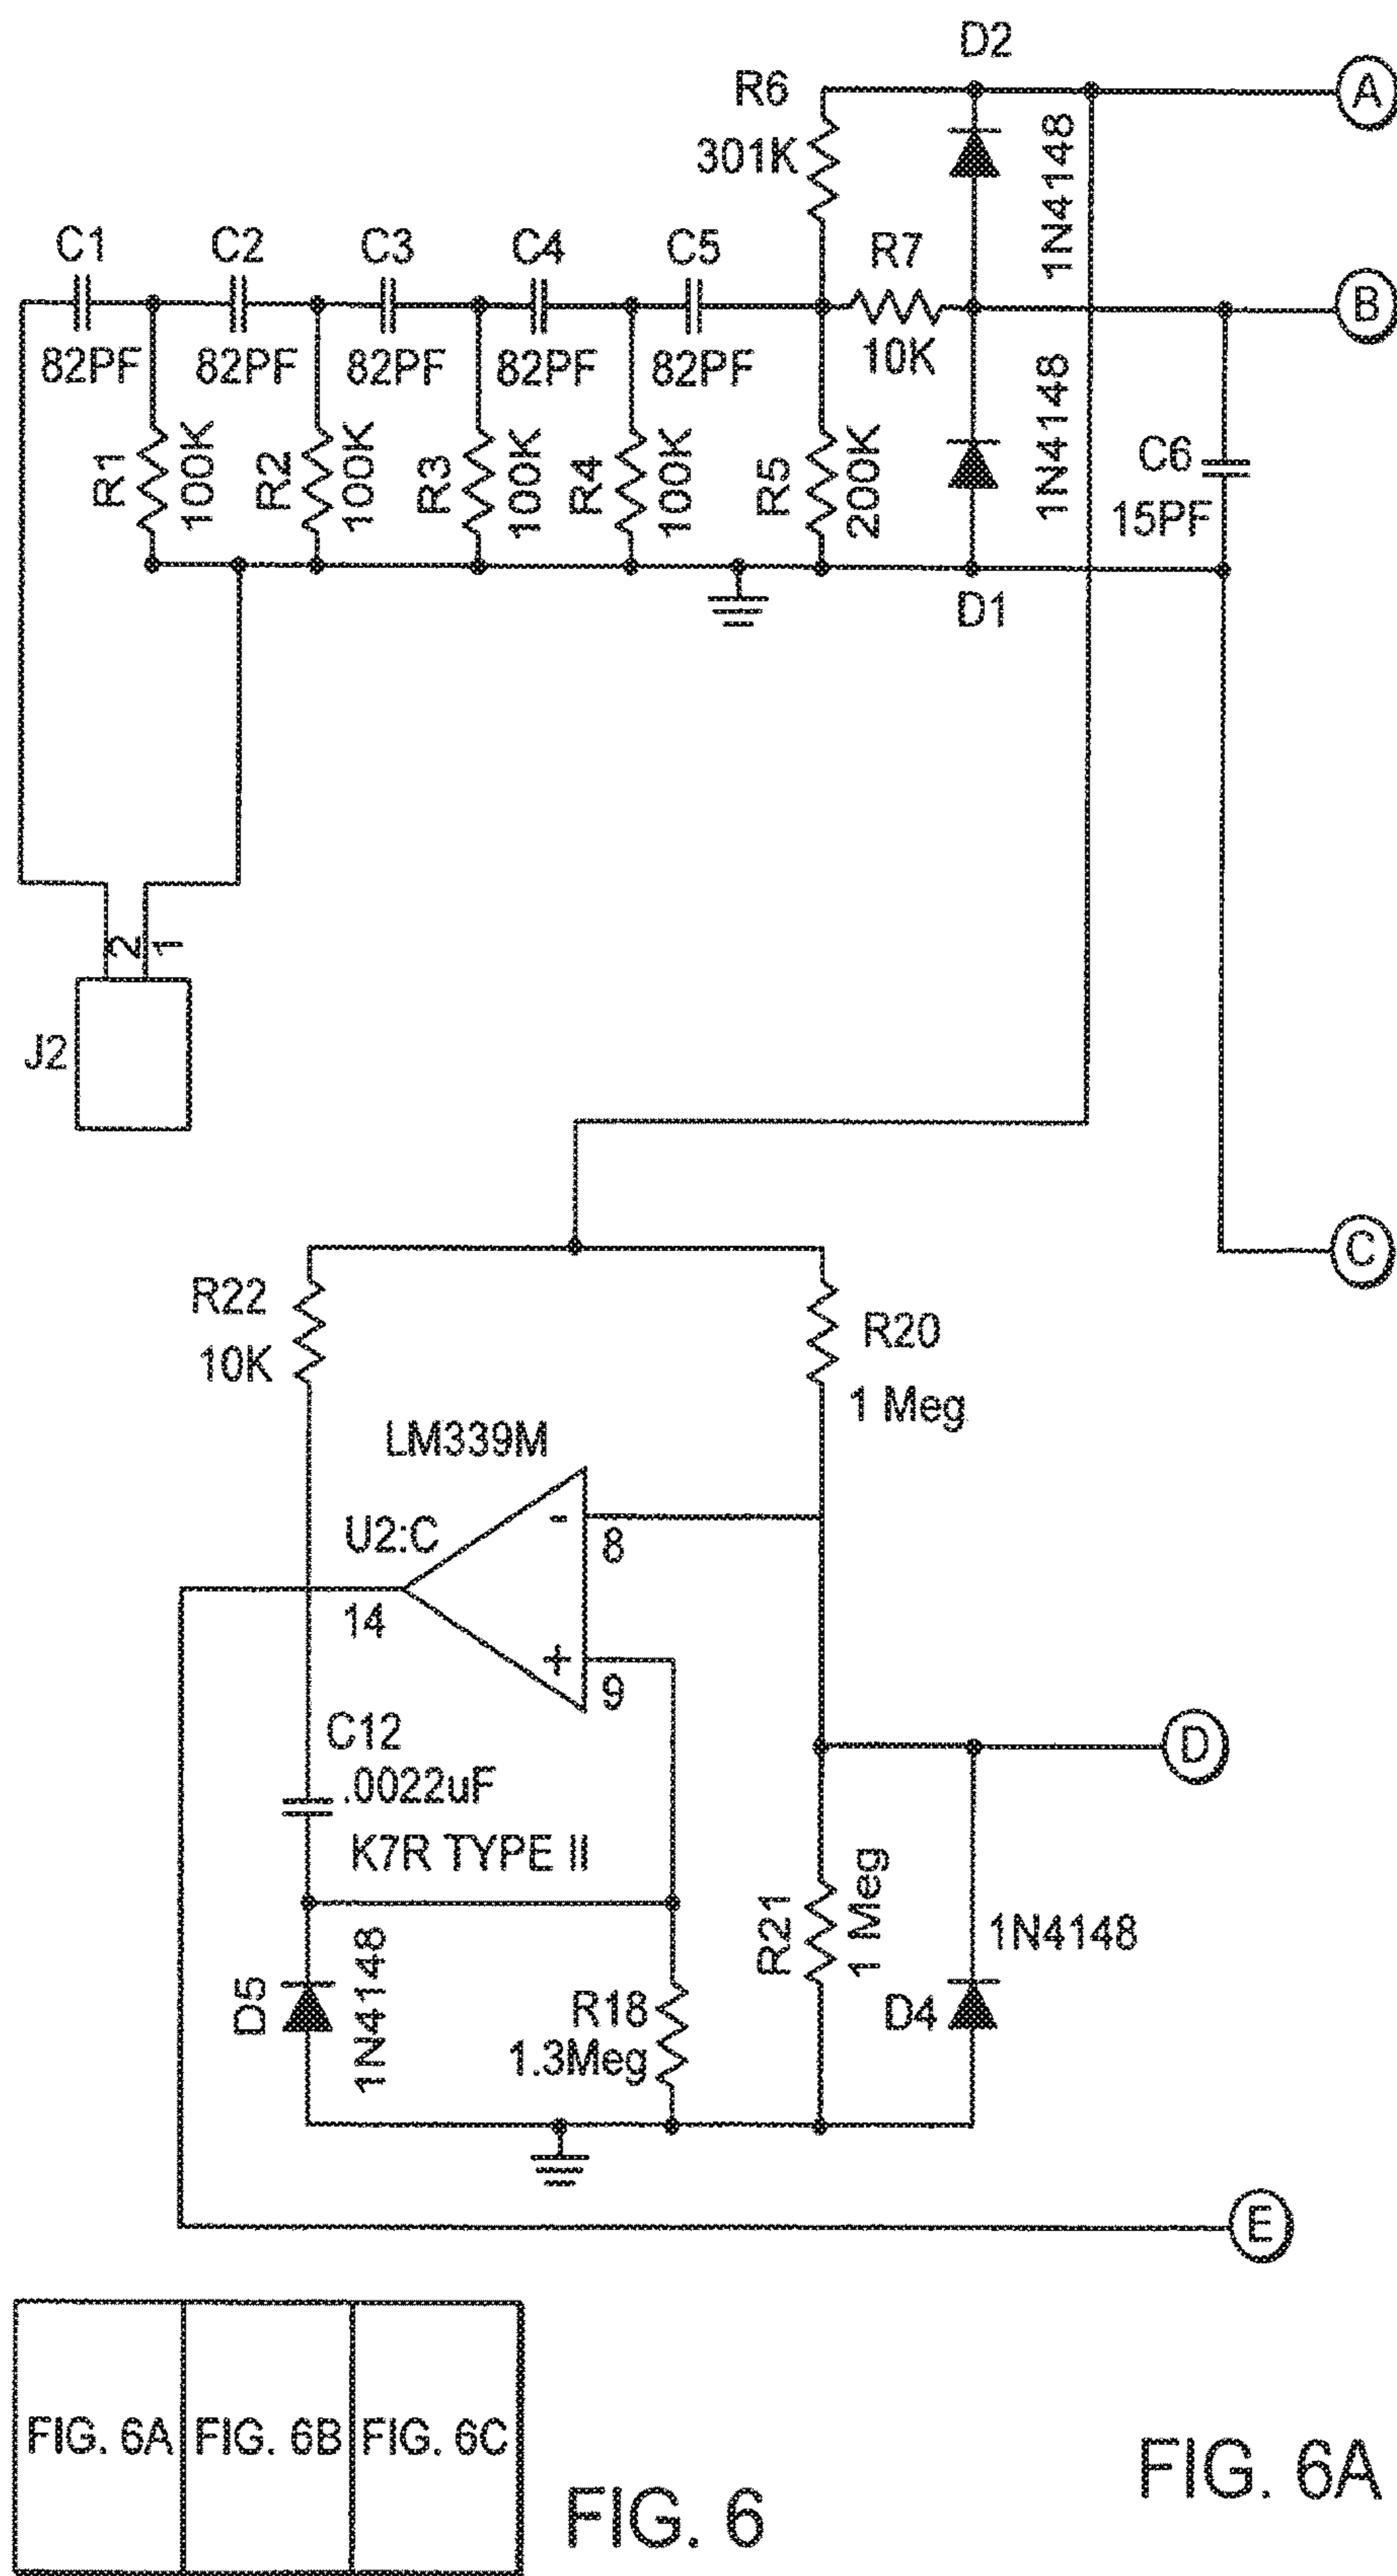 D2
A
R6
301K
1N4148
C1
C2
C3
C4
C5
R7
B
82PF
82PF
82PF
82PF
82PF
10K
R1
100K
R2
100K
R3
100K
R4
100K
R5
200K
1N4148
C6
15PF
D1
2
1
J2
C
R22
10K
R20
1 Meg
LM339M
U2:C
-
8
14
+
9
C12
.0022uF
K7R TYPE II
D
R21
1 Meg
1N4148
D5
1N4148
R18
1.3Meg
D4
E
FIG. 6A
FIG. 6B
FIG. 6C
FIG. 6
FIG. 6A